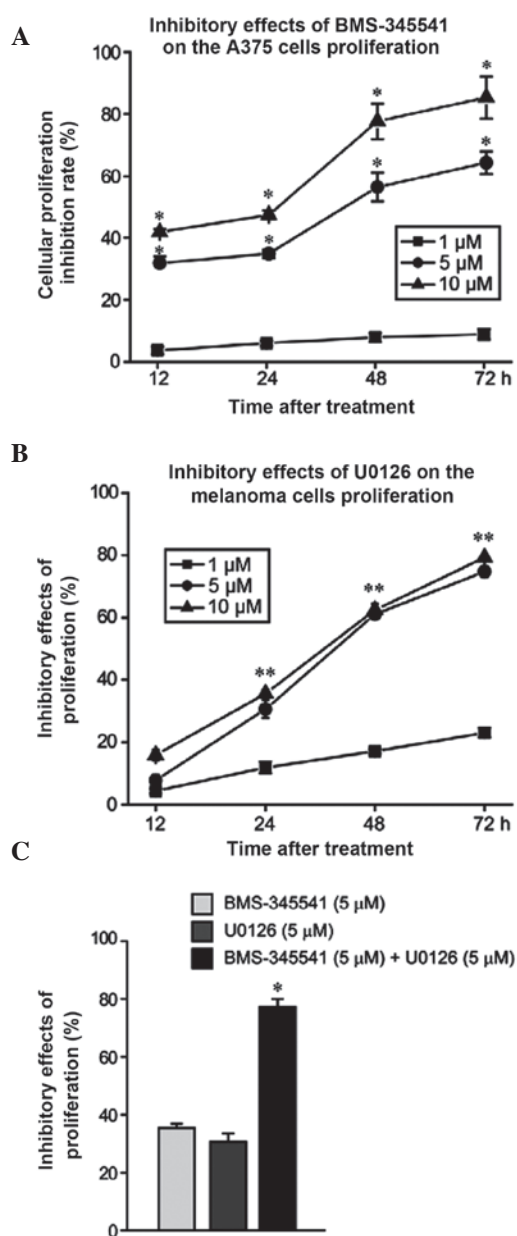 A
Inhibitory effects of BMS-345541
on the A375 cells proliferation
Cellular proliferation
inhibition rate (%)
100
80
60
40
20
0
* * * *
* * * *
1 µM
5 µM
10 µM
12 24 48 72 h
Time after treatment
B
Inhibitory effects of U0126 on the
melanoma cells proliferation
Inhibitory effects of
proliferation (%)
100
80
60
40
20
0
** ** **
1 µM
5 µM
10 µM
12 24 48 72 h
Time after treatment
C
BMS-345541 (5 µM)
U0126 (5 µM)
BMS-345541 (5 µM) + U0126 (5 µM)
Inhibitory effects of
proliferation (%)
100
80
60
40
20
0
*